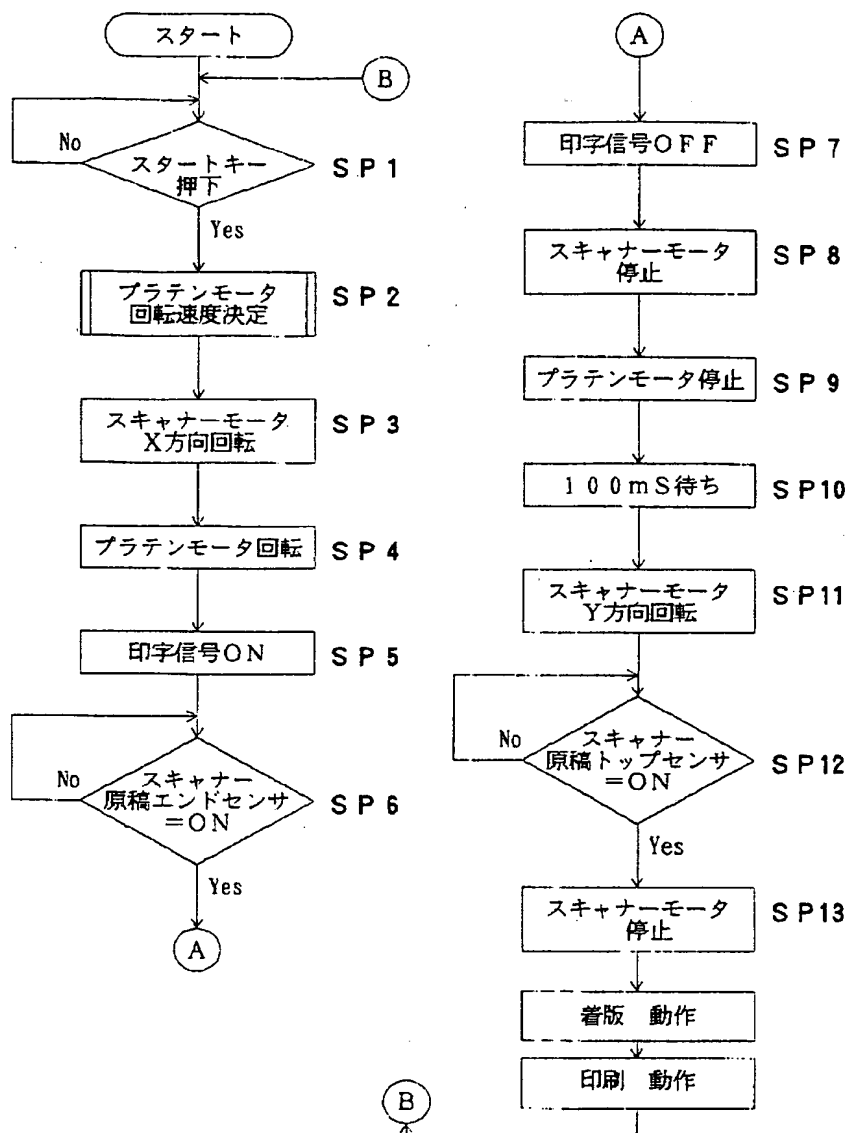 スタート
B
No
スタートキー
押下
SP1
Yes
プラテンモータ
回転速度決定
SP2
スキャナーモータ
X方向回転
SP3
プラテンモータ回転
SP4
印字信号ON
SP5
No
スキャナー
原稿エンドセンサ
=ON
SP6
Yes
A
A
印字信号OFF
SP7
スキャナーモータ
停止
SP8
プラテンモータ停止
SP9
100mS待ち
SP10
スキャナーモータ
Y方向回転
SP11
No
スキャナー
原稿トップセンサ
=ON
SP12
Yes
スキャナーモータ
停止
SP13
着版 動作
印刷 動作
B